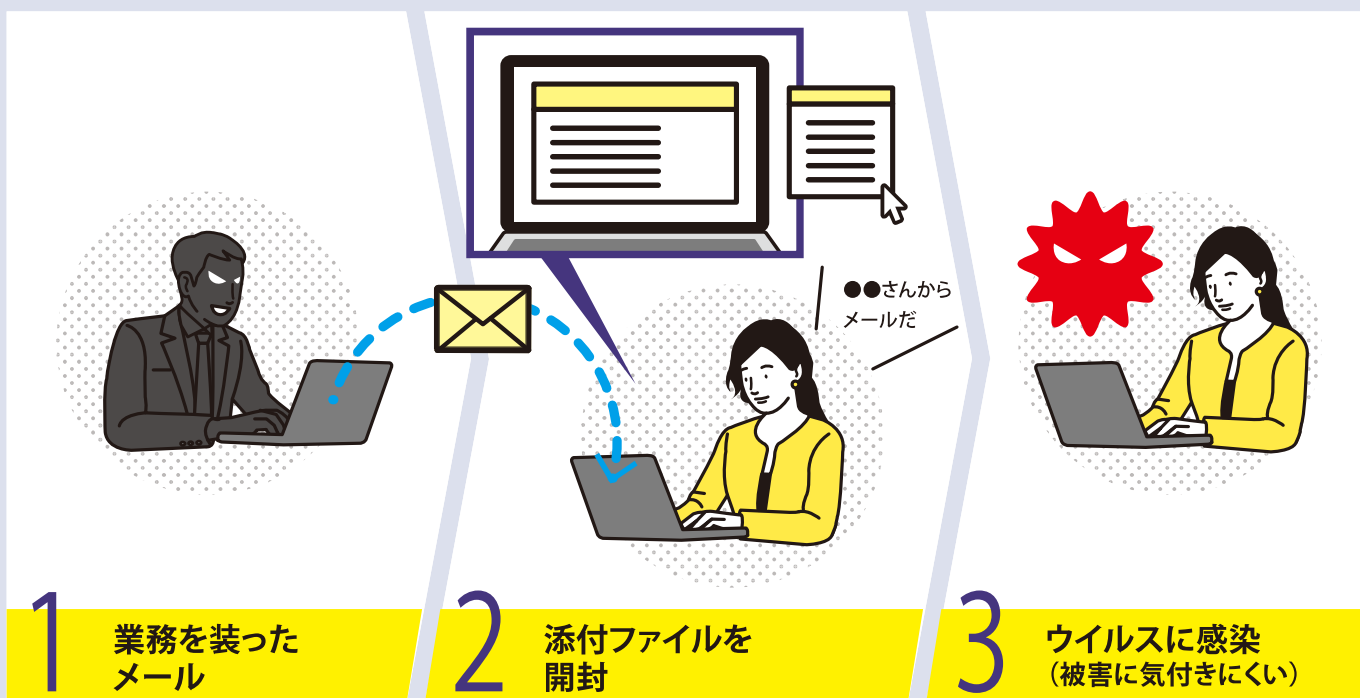 ●●さんから
メールだ
1
業務を装った
メール
2
添付ファイルを
開封
3
ウイルスに感染
（被害に気付きにくい）